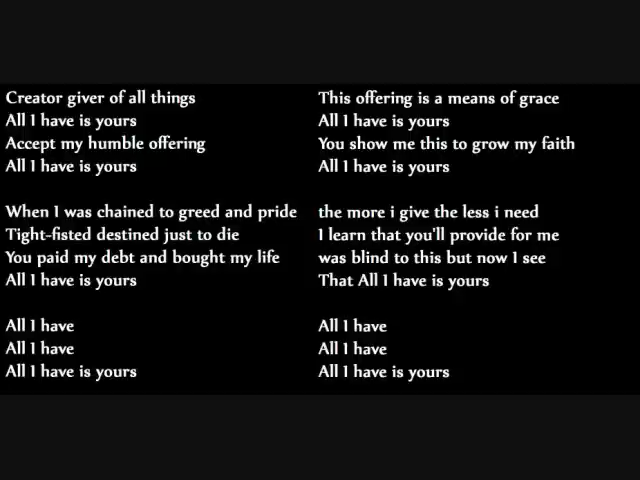 Creator giver of all things
All I have is yours
Accept my humble offering
All I have is yours
When I was chained to greed and pride
Tight-fisted destined just to die
You paid my debt and bought my life
All I have is yours
All I have
All I have
All I have is yours
This offering is a means of grace
All I have is yours
You show me this to grow my faith
All I have is yours
the more i give the less i need
I learn that you'll provide for me
was blind to this but now I see
That All I have is yours
All I have
All I have
All I have is yours